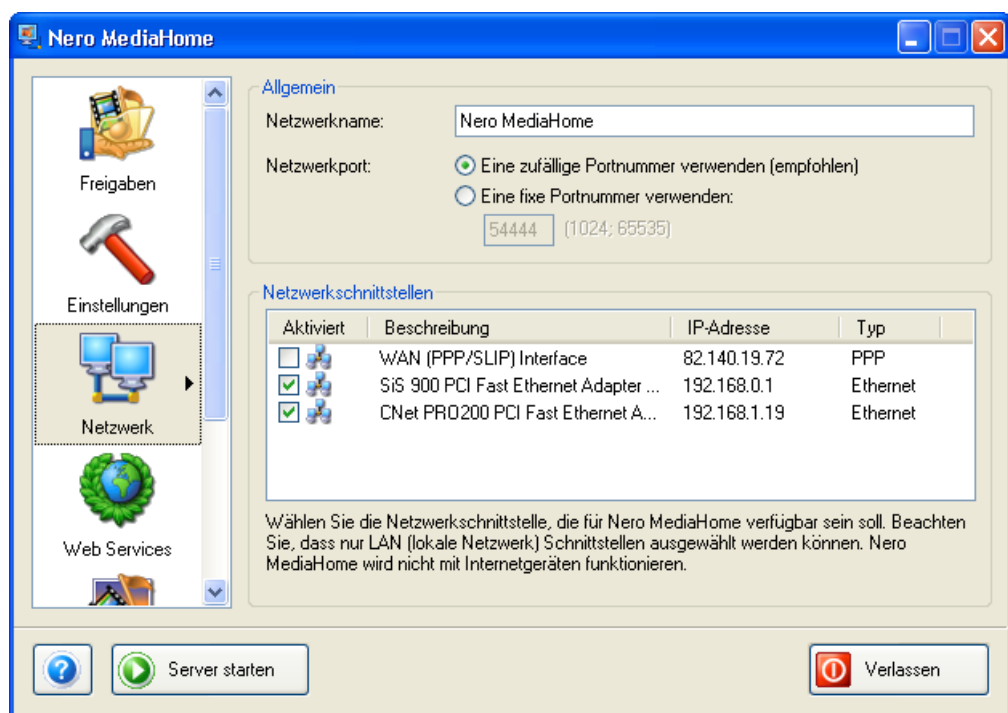 Nero MediaHome
Freigaben
Einstellungen
Netzwerk
Web Services
Allgemein
Netzwerkname: Nero MediaHome
Netzwerkport: Eine zufällige Portnummer verwenden (empfohlen)
Eine fixe Portnummer verwenden:
54444 (1024; 65535)
Netzwerkschnittstellen
Aktiviert Beschreibung IP-Adresse Typ
WAN (PPP/SLIP) Interface 82.140.19.72 PPP
SiS 900 PCI Fast Ethernet Adapter ... 192.168.0.1 Ethernet
CNet PRO200 PCI Fast Ethernet A... 192.168.1.19 Ethernet
Wählen Sie die Netzwerkschnittstelle, die für Nero MediaHome verfügbar sein soll. Beachten
Sie, dass nur LAN (lokale Netzwerk) Schnittstellen ausgewählt werden können. Nero
MediaHome wird nicht mit Internetgeräten funktionieren.
Server starten
Verlassen